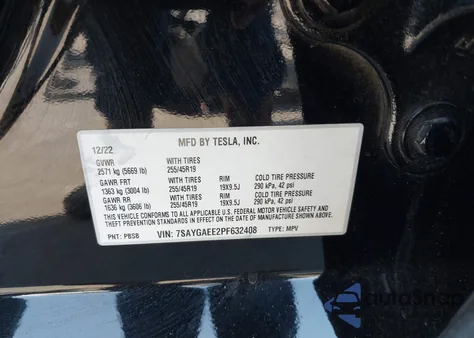 MFD BY TESLA, INC.
12/22
GVWR WITH TIRES
2571 kg (5669 lb) 255/45R19
GAWR FRT WITH TIRES RIM COLD TIRE PRESSURE
1363 kg (3004 lb) 255/45R19 19X9.5J 290 kPa, 42 psi
GAWR RR WITH TIRES RIM COLD TIRE PRESSURE
1636 kg (3606 lb) 255/45R19 19X9.5J 290 kPa, 42 psi
THIS VEHICLE CONFORMS TO ALL APPLICABLE U.S. FEDERAL MOTOR VEHICLE SAFETY
AND THEFT PREVENTION STANDARDS IN EFFECT ON THE DATE OF MANUFACTURE SHOWN ABOVE.
PNT: PBSB VIN: 7SAYGAEE2PF632408 TYPE: MPV
autoSnap